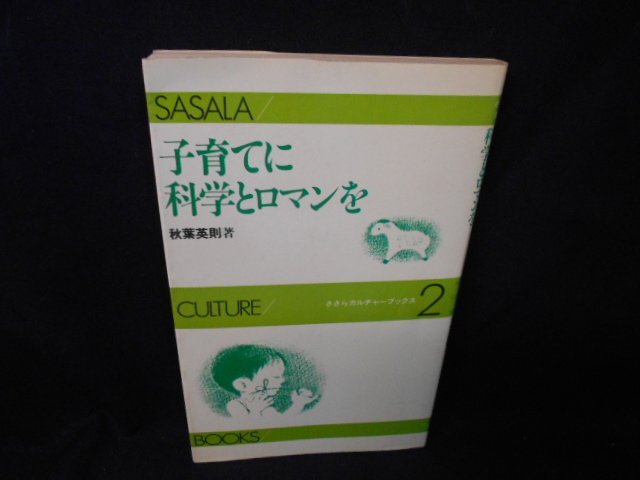 SASALA/
子育てに
科学とロマンを
秋葉英則著
CULTURE/
ささらカルチャーブックス2
BOOKS/